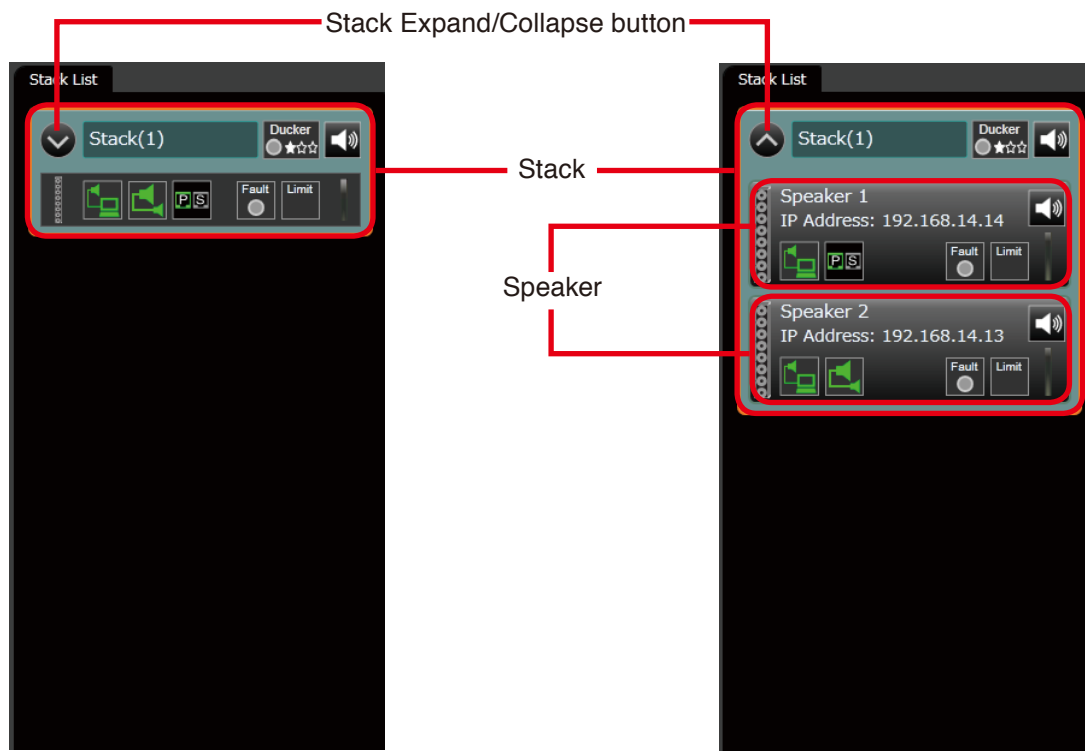 Stack Expand/Collapse button
Stack List
Stack(1)
Ducker
★☆☆
P S
Fault
Limit
Stack
Speaker
Stack List
Stack(1)
Ducker
★☆☆
Speaker 1
IP Address: 192.168.14.14
P S
Fault
Limit
Speaker 2
IP Address: 192.168.14.13
Fault
Limit